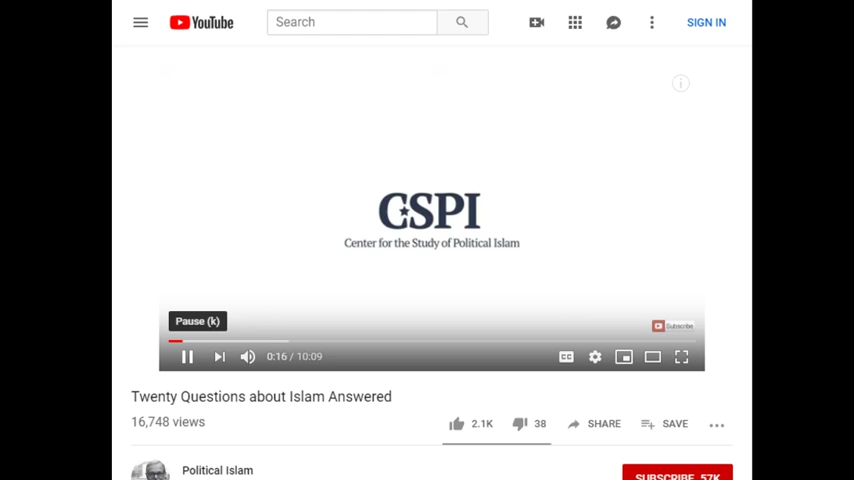 YouTube
Search
SIGN IN
i
CSPI
Center for the Study of Political Islam
Pause (k)
Subscribe
0:16 / 10:09
CC
Twenty Questions about Islam Answered
16,748 views
2.1K
38
SHARE
SAVE
Political Islam
SUBSCRIBE 57K